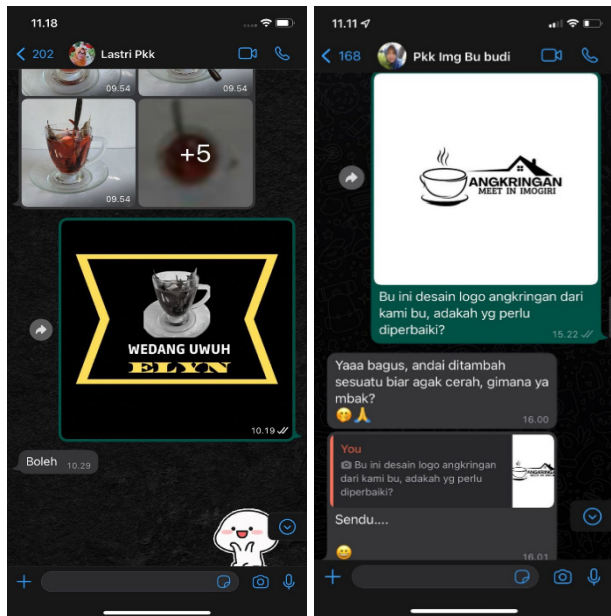 11.18
202
Lastri Pkk
09.54
09.54
09.54
+5
WEDANG UWUH
ELYN
10.19
Boleh 10.29
11.11
168
Pkk Img Bu budi
ANGKRINGAN
MEET IN IMOGIRI
Bu ini desain logo angkringan dari
kami bu, adakah yg perlu
diperbaiki?
15.22
Yaaa bagus, andai ditambah
sesuatu biar agak cerah, gimana ya
mbak?
16.00
You
Bu ini desain logo angkringan
dari kami bu, adakah yg perlu
diperbaiki?
ANGKRINGAN
Sendu....
16.01